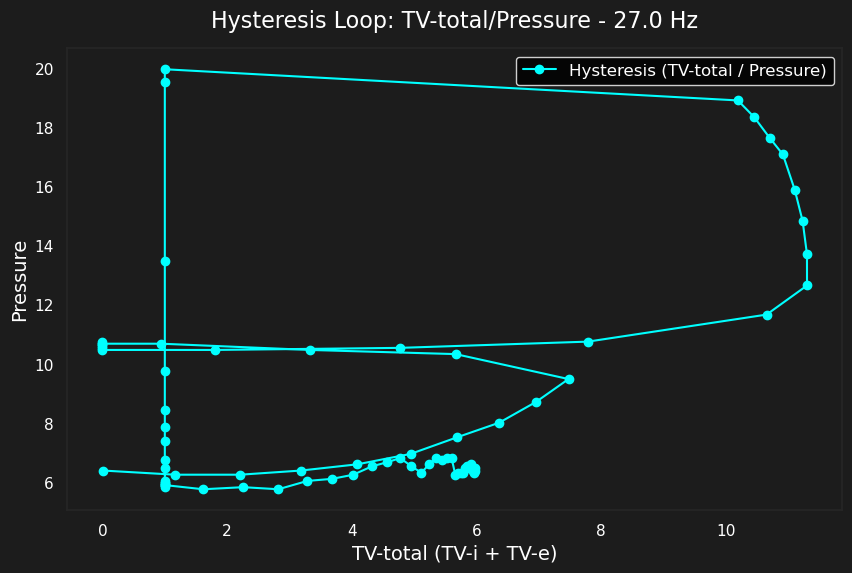 Hysteresis Loop: TV-total/Pressure - 27.0 Hz
Hysteresis (TV-total / Pressure)
Pressure
20
18
16
14
12
10
8
6
0 2 4 6 8 10
TV-total (TV-i + TV-e)